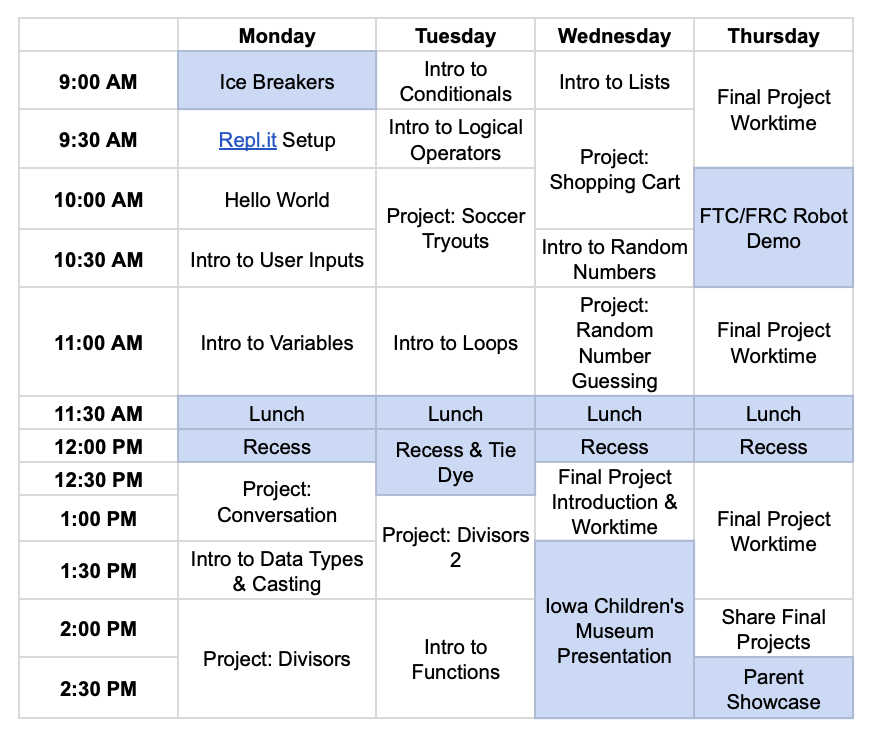 Monday Tuesday Wednesday Thursday
9:00 AM
Ice Breakers
Intro to
Conditionals
Intro to Lists
Final Project
Worktime
9:30 AM
Repl.it Setup
Intro to Logical
Operators
Project:
Shopping Cart
10:00 AM
Hello World
Project: Soccer
Tryouts
FTC/FRC Robot
Demo
10:30 AM
Intro to User Inputs
Intro to Random
Numbers
11:00 AM
Intro to Variables
Intro to Loops
Project:
Random
Number
Guessing
Final Project
Worktime
11:30 AM
Lunch
Lunch
Lunch
Lunch
12:00 PM
Recess
Recess & Tie
Dye
Recess
Recess
12:30 PM
Project:
Conversation
Final Project
Introduction &
Worktime
Final Project
Worktime
1:00 PM
Project: Divisors
2
1:30 PM
Intro to Data Types
& Casting
Iowa Children's
Museum
Presentation
2:00 PM
Project: Divisors
Intro to
Functions
Share Final
Projects
2:30 PM
Parent
Showcase